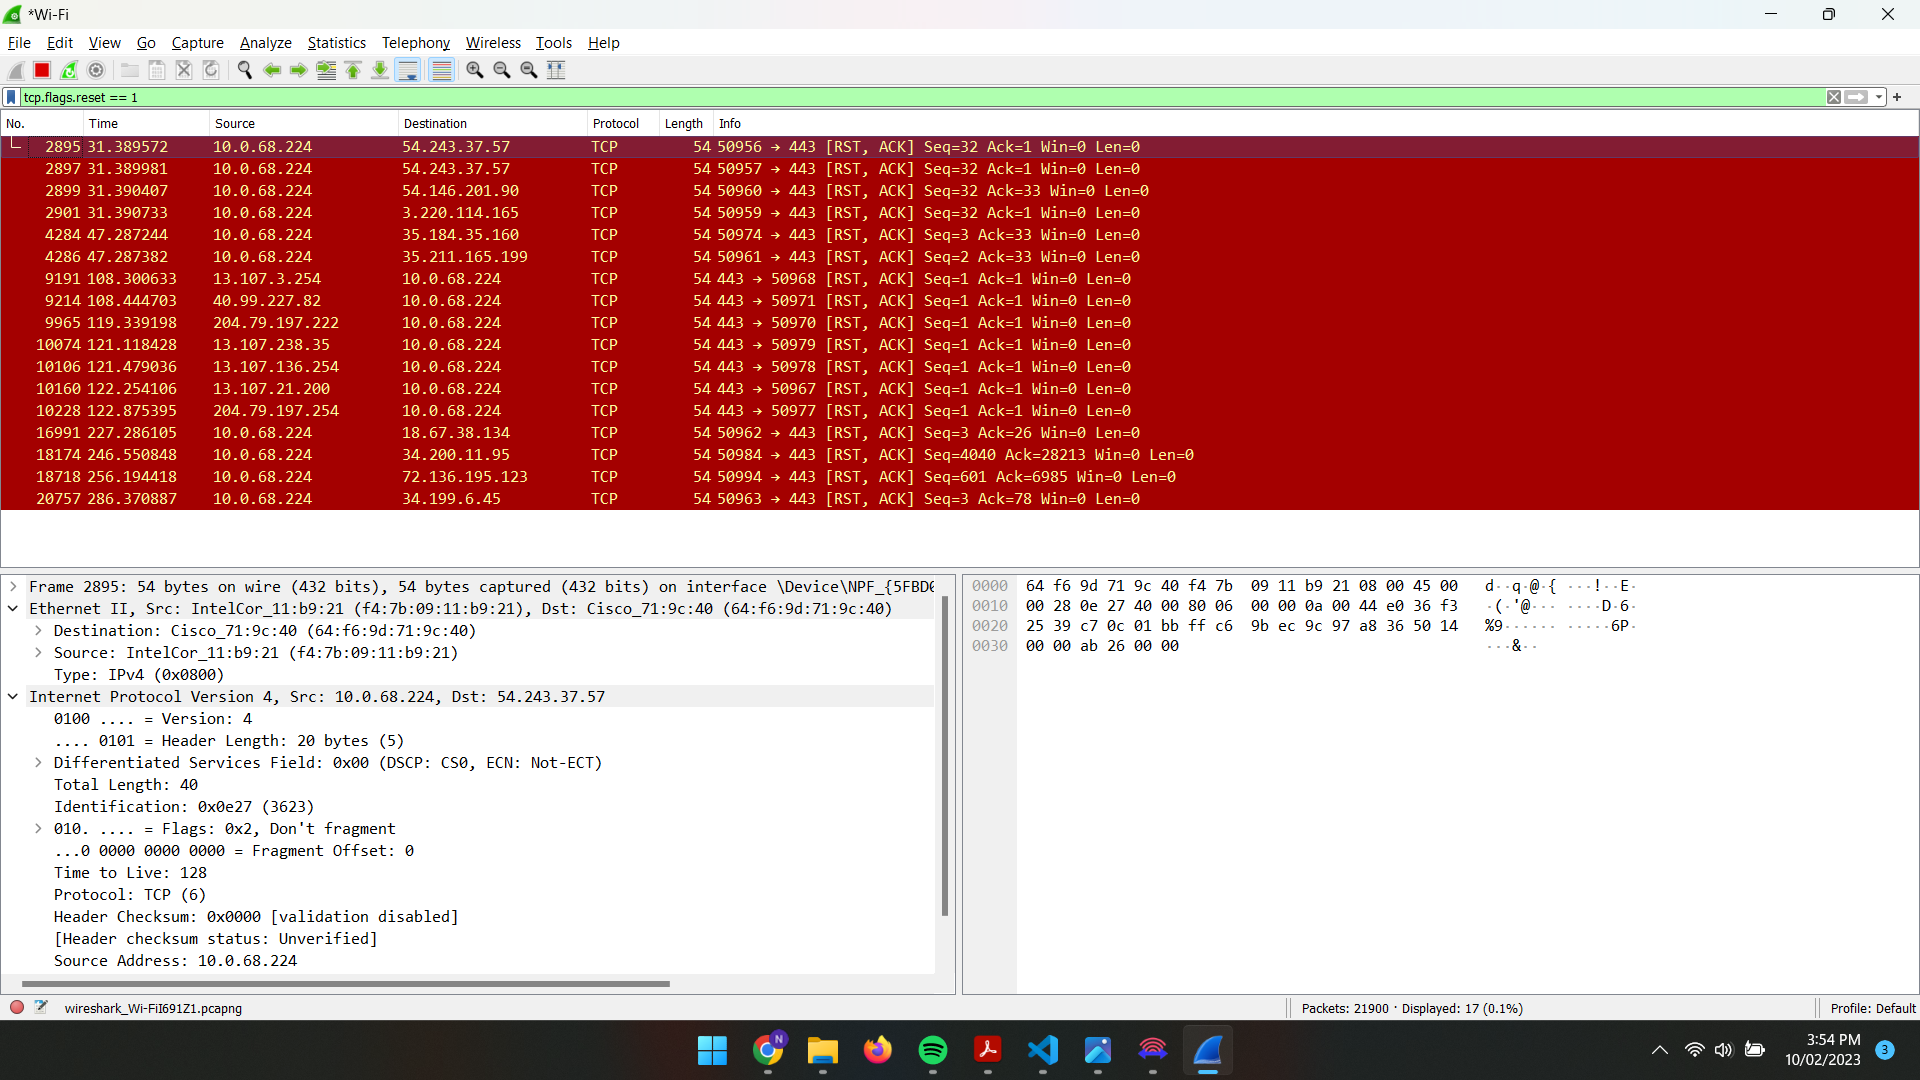 *Wi-Fi
File Edit View Go Capture Analyze Statistics Telephony Wireless Tools Help
tcp.flags.reset == 1
No. Time Source Destination Protocol Length Info
2895 31.389572 10.0.68.224 54.243.37.57 TCP 54 50956 → 443 [RST, ACK] Seq=32 Ack=1 Win=0 Len=0
2897 31.389981 10.0.68.224 54.243.37.57 TCP 54 50957 → 443 [RST, ACK] Seq=32 Ack=1 Win=0 Len=0
2899 31.390407 10.0.68.224 54.146.201.90 TCP 54 50960 → 443 [RST, ACK] Seq=32 Ack=33 Win=0 Len=0
2901 31.390733 10.0.68.224 3.220.114.165 TCP 54 50959 → 443 [RST, ACK] Seq=32 Ack=1 Win=0 Len=0
4284 47.287244 10.0.68.224 35.184.35.160 TCP 54 50974 → 443 [RST, ACK] Seq=3 Ack=33 Win=0 Len=0
4286 47.287382 10.0.68.224 35.211.165.199 TCP 54 50961 → 443 [RST, ACK] Seq=2 Ack=33 Win=0 Len=0
9191 108.300633 13.107.3.254 10.0.68.224 TCP 54 443 → 50968 [RST, ACK] Seq=1 Ack=1 Win=0 Len=0
9214 108.444703 40.99.227.82 10.0.68.224 TCP 54 443 → 50971 [RST, ACK] Seq=1 Ack=1 Win=0 Len=0
9965 119.339198 204.79.197.222 10.0.68.224 TCP 54 443 → 50970 [RST, ACK] Seq=1 Ack=1 Win=0 Len=0
10074 121.118428 13.107.238.35 10.0.68.224 TCP 54 443 → 50979 [RST, ACK] Seq=1 Ack=1 Win=0 Len=0
10106 121.479036 13.107.136.254 10.0.68.224 TCP 54 443 → 50978 [RST, ACK] Seq=1 Ack=1 Win=0 Len=0
10160 122.254106 13.107.21.200 10.0.68.224 TCP 54 443 → 50967 [RST, ACK] Seq=1 Ack=1 Win=0 Len=0
10228 122.875395 204.79.197.254 10.0.68.224 TCP 54 443 → 50977 [RST, ACK] Seq=1 Ack=1 Win=0 Len=0
16991 227.286105 10.0.68.224 18.67.38.134 TCP 54 50962 → 443 [RST, ACK] Seq=3 Ack=26 Win=0 Len=0
18174 246.550848 10.0.68.224 34.200.11.95 TCP 54 50984 → 443 [RST, ACK] Seq=4040 Ack=28213 Win=0 Len=0
18718 256.194418 10.0.68.224 72.136.195.123 TCP 54 50994 → 443 [RST, ACK] Seq=601 Ack=6985 Win=0 Len=0
20757 286.370887 10.0.68.224 34.199.6.45 TCP 54 50963 → 443 [RST, ACK] Seq=3 Ack=78 Win=0 Len=0
Frame 2895: 54 bytes on wire (432 bits), 54 bytes captured (432 bits) on interface \Device\NPF_{5FBD0
Ethernet II, Src: IntelCor_11:b9:21 (f4:7b:09:11:b9:21), Dst: Cisco_71:9c:40 (64:f6:9d:71:9c:40)
Destination: Cisco_71:9c:40 (64:f6:9d:71:9c:40)
Source: IntelCor_11:b9:21 (f4:7b:09:11:b9:21)
Type: IPv4 (0x0800)
Internet Protocol Version 4, Src: 10.0.68.224, Dst: 54.243.37.57
0100 .... = Version: 4
.... 0101 = Header Length: 20 bytes (5)
Differentiated Services Field: 0x00 (DSCP: CS0, ECN: Not-ECT)
Total Length: 40
Identification: 0x0e27 (3623)
010. .... = Flags: 0x2, Don't fragment
...0 0000 0000 0000 = Fragment Offset: 0
Time to Live: 128
Protocol: TCP (6)
Header Checksum: 0x0000 [validation disabled]
[Header checksum status: Unverified]
Source Address: 10.0.68.224
0000 64 f6 9d 71 9c 40 f4 7b 09 11 b9 21 08 00 45 00 d··q·@·{ ···!··E·
0010 00 28 0e 27 40 00 80 06 00 00 0a 00 44 e0 36 f3 ·(·'@··· ····D·6·
0020 25 39 c7 0c 01 bb ff c6 9b ec 9c 97 a8 36 50 14 %9······ ·····6P·
0030 00 00 ab 26 00 00 ···&··
wireshark_Wi-FiI691Z1.pcapng
Packets: 21900 · Displayed: 17 (0.1%)
Profile: Default
N
3:54 PM
10/02/2023
3